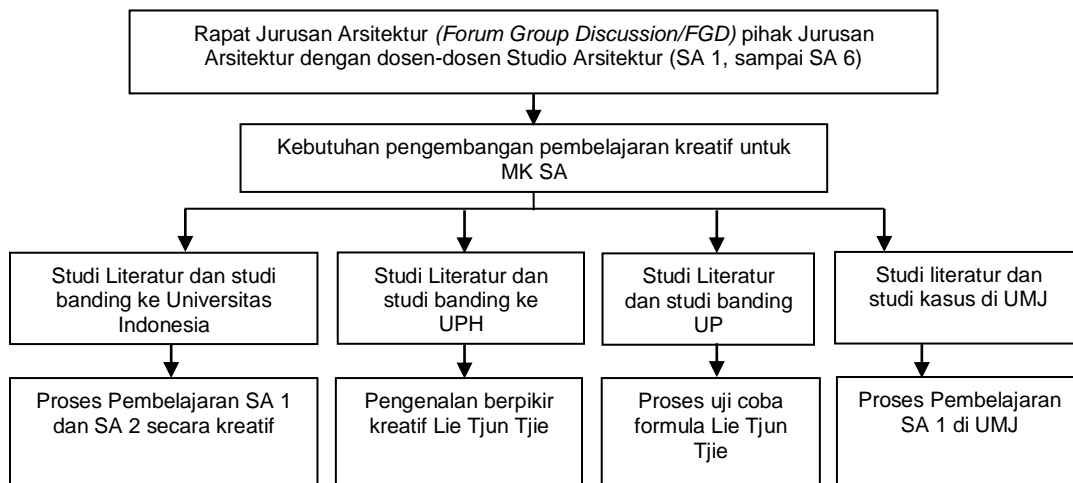 Rapat Jurusan Arsitektur (Forum Group Discussion/FGD) pihak Jurusan
Arsitektur dengan dosen-dosen Studio Arsitektur (SA 1, sampai SA 6)
Kebutuhan pengembangan pembelajaran kreatif untuk
MK SA
Studi Literatur dan studi
banding ke Universitas
Indonesia
Studi Literatur dan
studi banding ke
UPH
Studi Literatur
dan studi banding
UP
Studi literatur dan
studi kasus di UMJ
Proses Pembelajaran SA 1
dan SA 2 secara kreatif
Pengenalan berpikir
kreatif Lie Tjun Tjie
Proses uji coba
formula Lie Tjun
Tjie
Proses Pembelajaran
SA 1 di UMJ